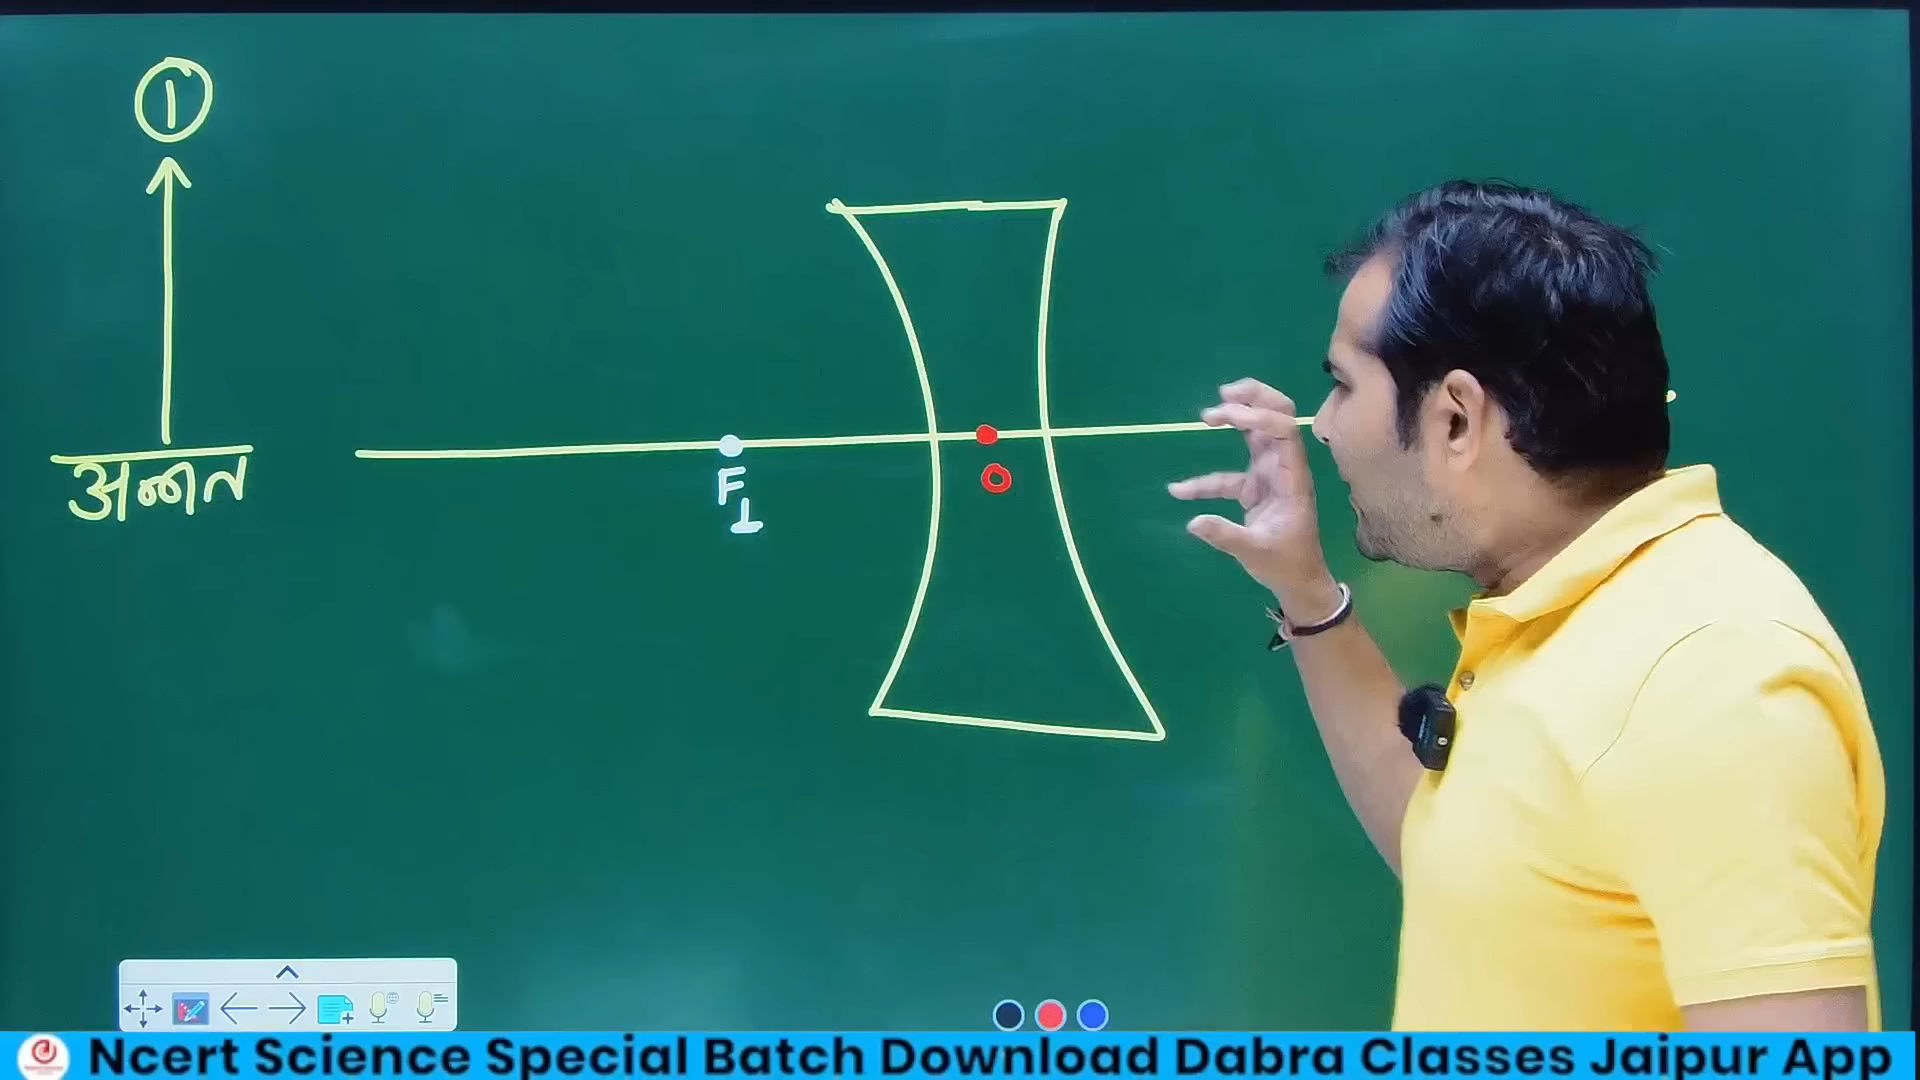 1
अनन्त
F₁
O
Ncert Science Special Batch Download Dabra Classes Jaipur App